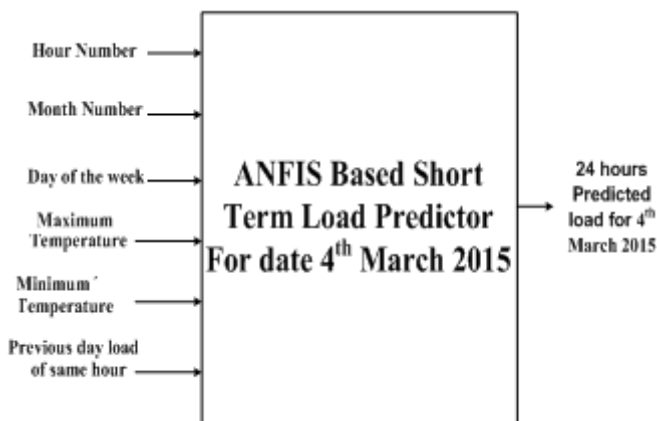 Hour Number
Month Number
Day of the week
Maximum
Temperature
Minimum
Temperature
Previous day load
of same hour
ANFIS Based Short
Term Load Predictor
For date 4th March 2015
24 hours
Predicted
load for 4th
March 2015